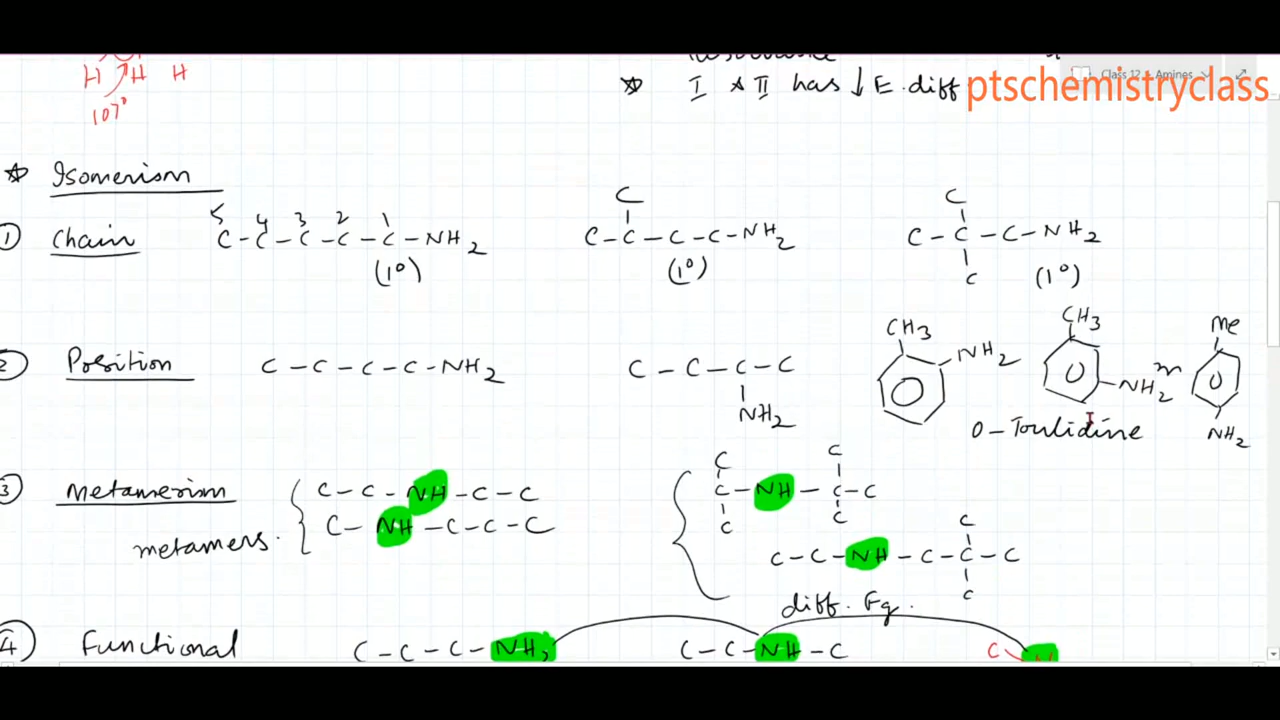 H H H
107°
☆ I & II has ↓ E. diff
Class 12 - Amines
ptschemistryclass
☆ Isomerism
① Chain
5 4 3 2 1
C-C-C-C-C-NH2
(1°)
C
C-C-C-C-NH2
(1°)
C
C-C-C-NH2
C
(1°)
② Position
C-C-C-C-NH2
C-C-C-C
NH2
CH3
NH2
O-Toulidine
CH3
NH2
m
Me
NH2
③ Metamerism
metamers.
C-C-NH-C-C
C-NH-C-C-C
C C
C-NH-C-C
C C
C
C-C-NH-C-C-C
C
④ Functional
diff. Fg.
C-C-C-NH2
C-C-NH-C
C